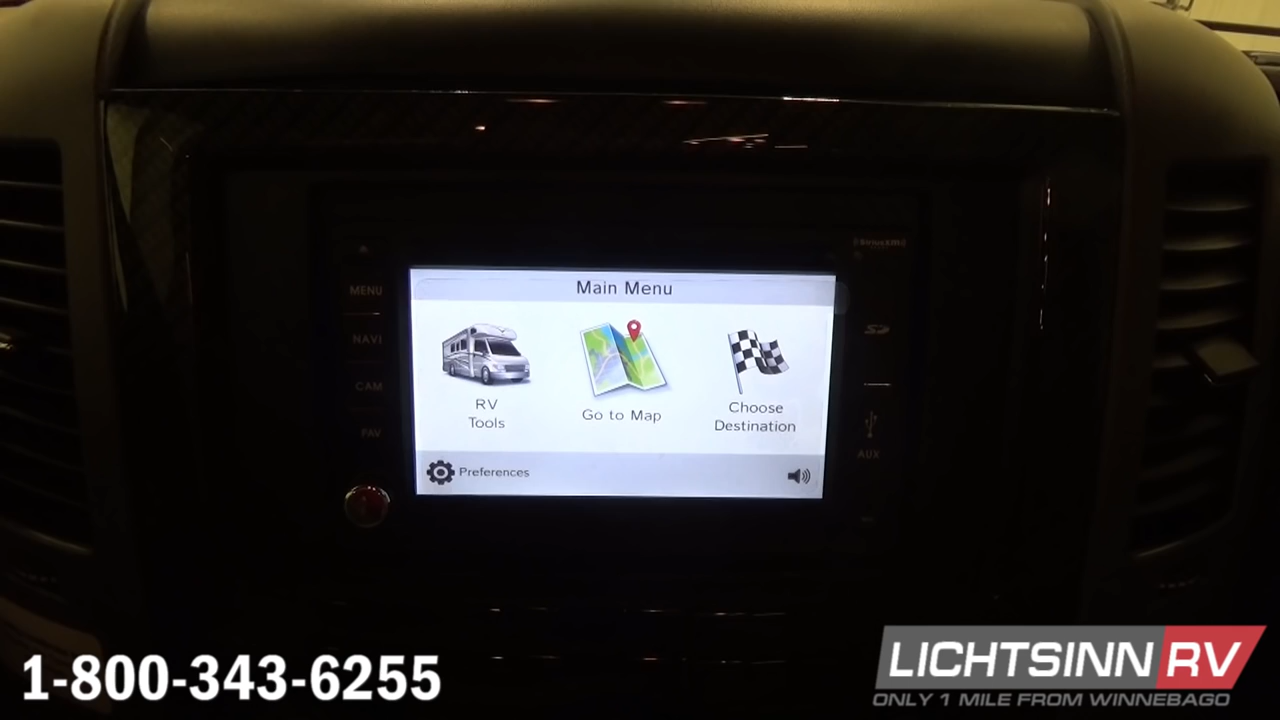 SiriusXM
MENU
NAVI
CAM
FAV
Main Menu
RV
Tools
Go to Map
Choose
Destination
Preferences
SD
AUX
1-800-343-6255
LICHTSINN RV
ONLY 1 MILE FROM WINNEBAGO